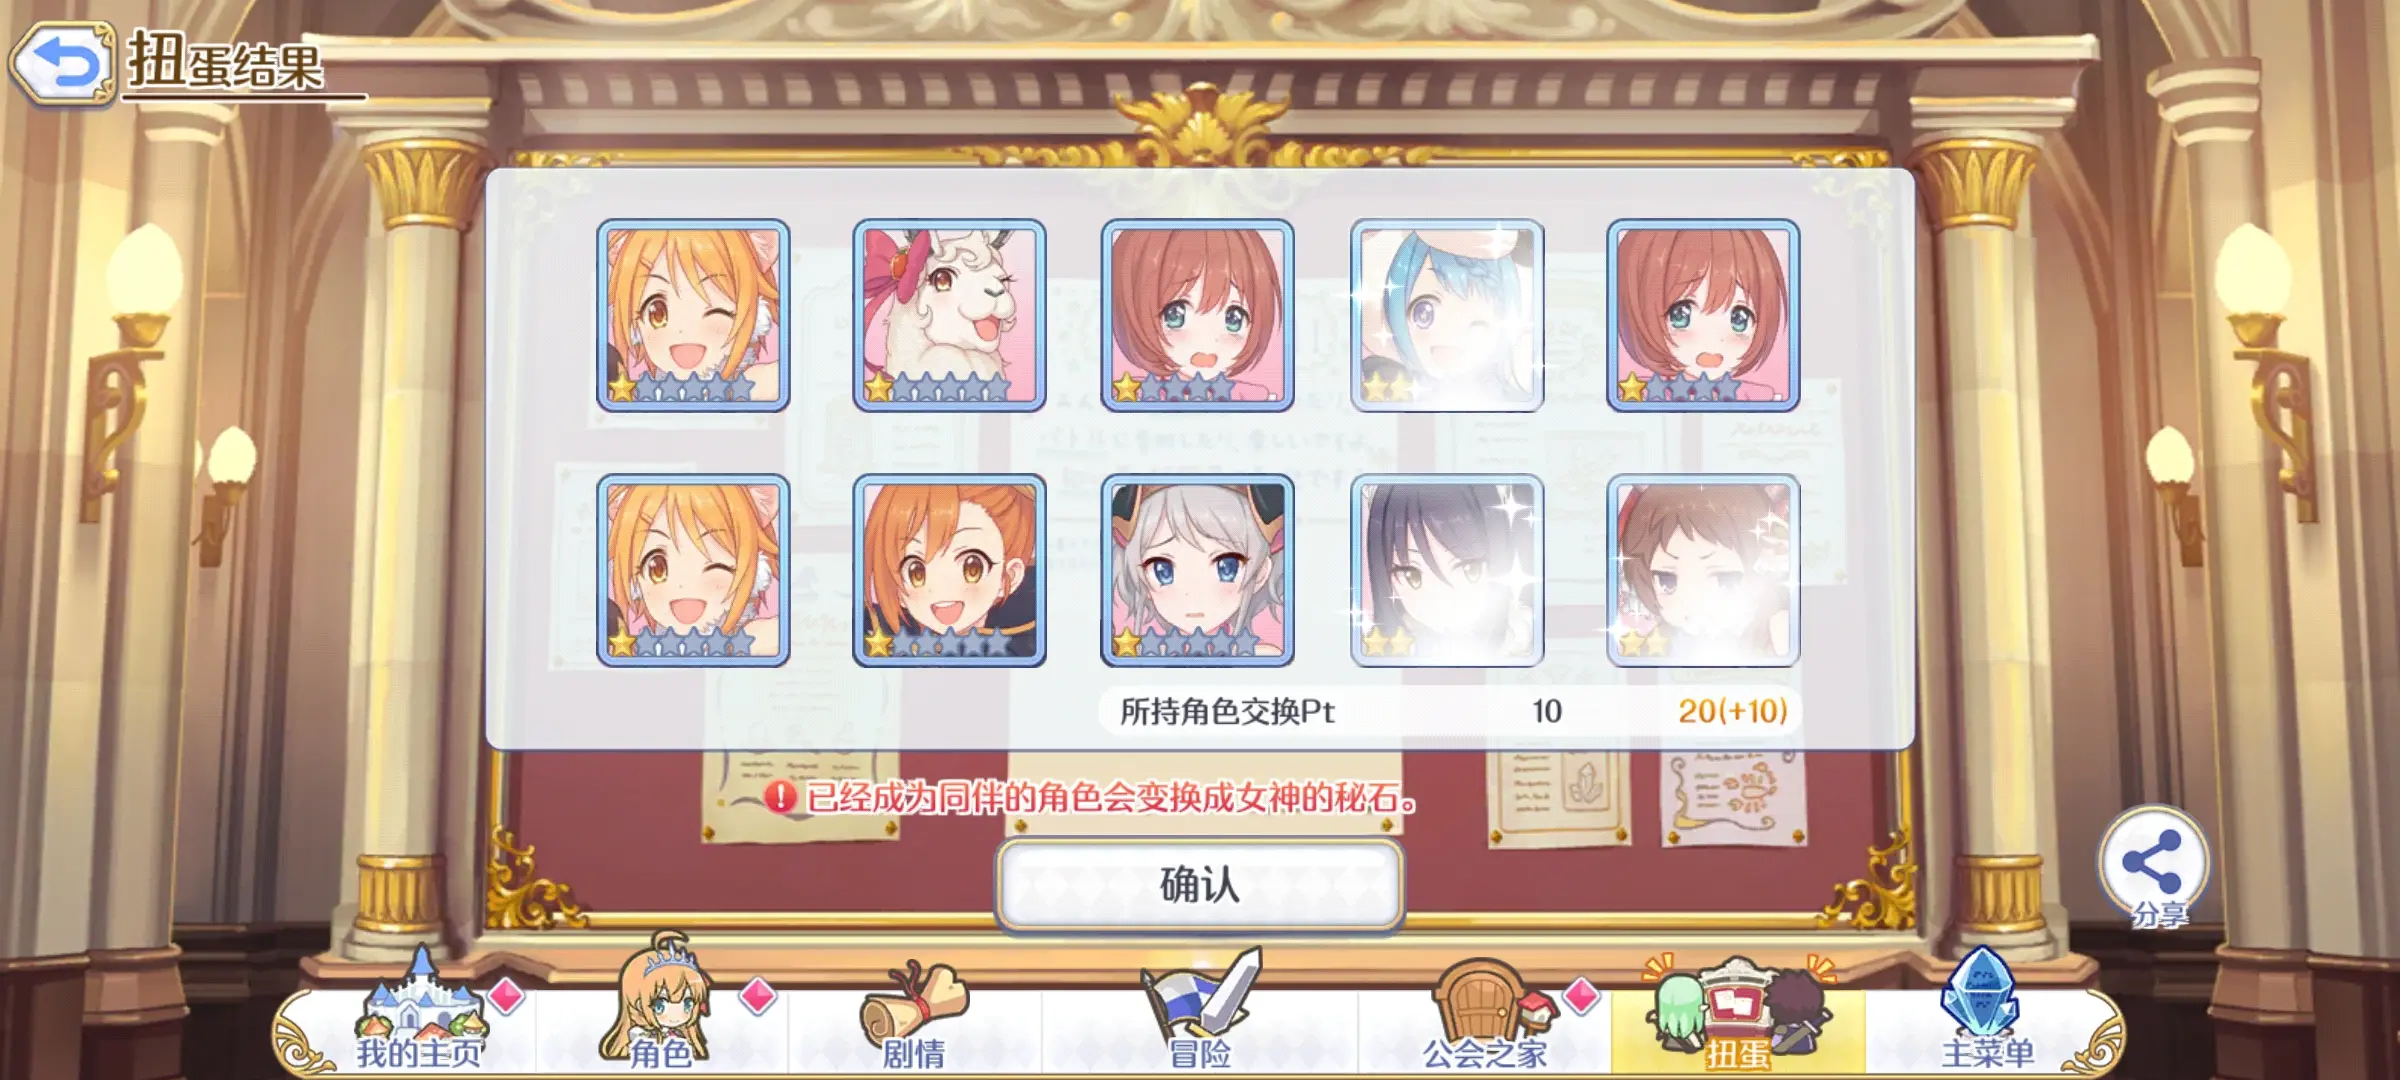 扭蛋结果
所持角色交换Pt 10 20(+10)
已经成为同伴的角色会变换成女神的秘石。
确认
分享
我的主页 角色 剧情 冒险 公会之家 扭蛋 主菜单